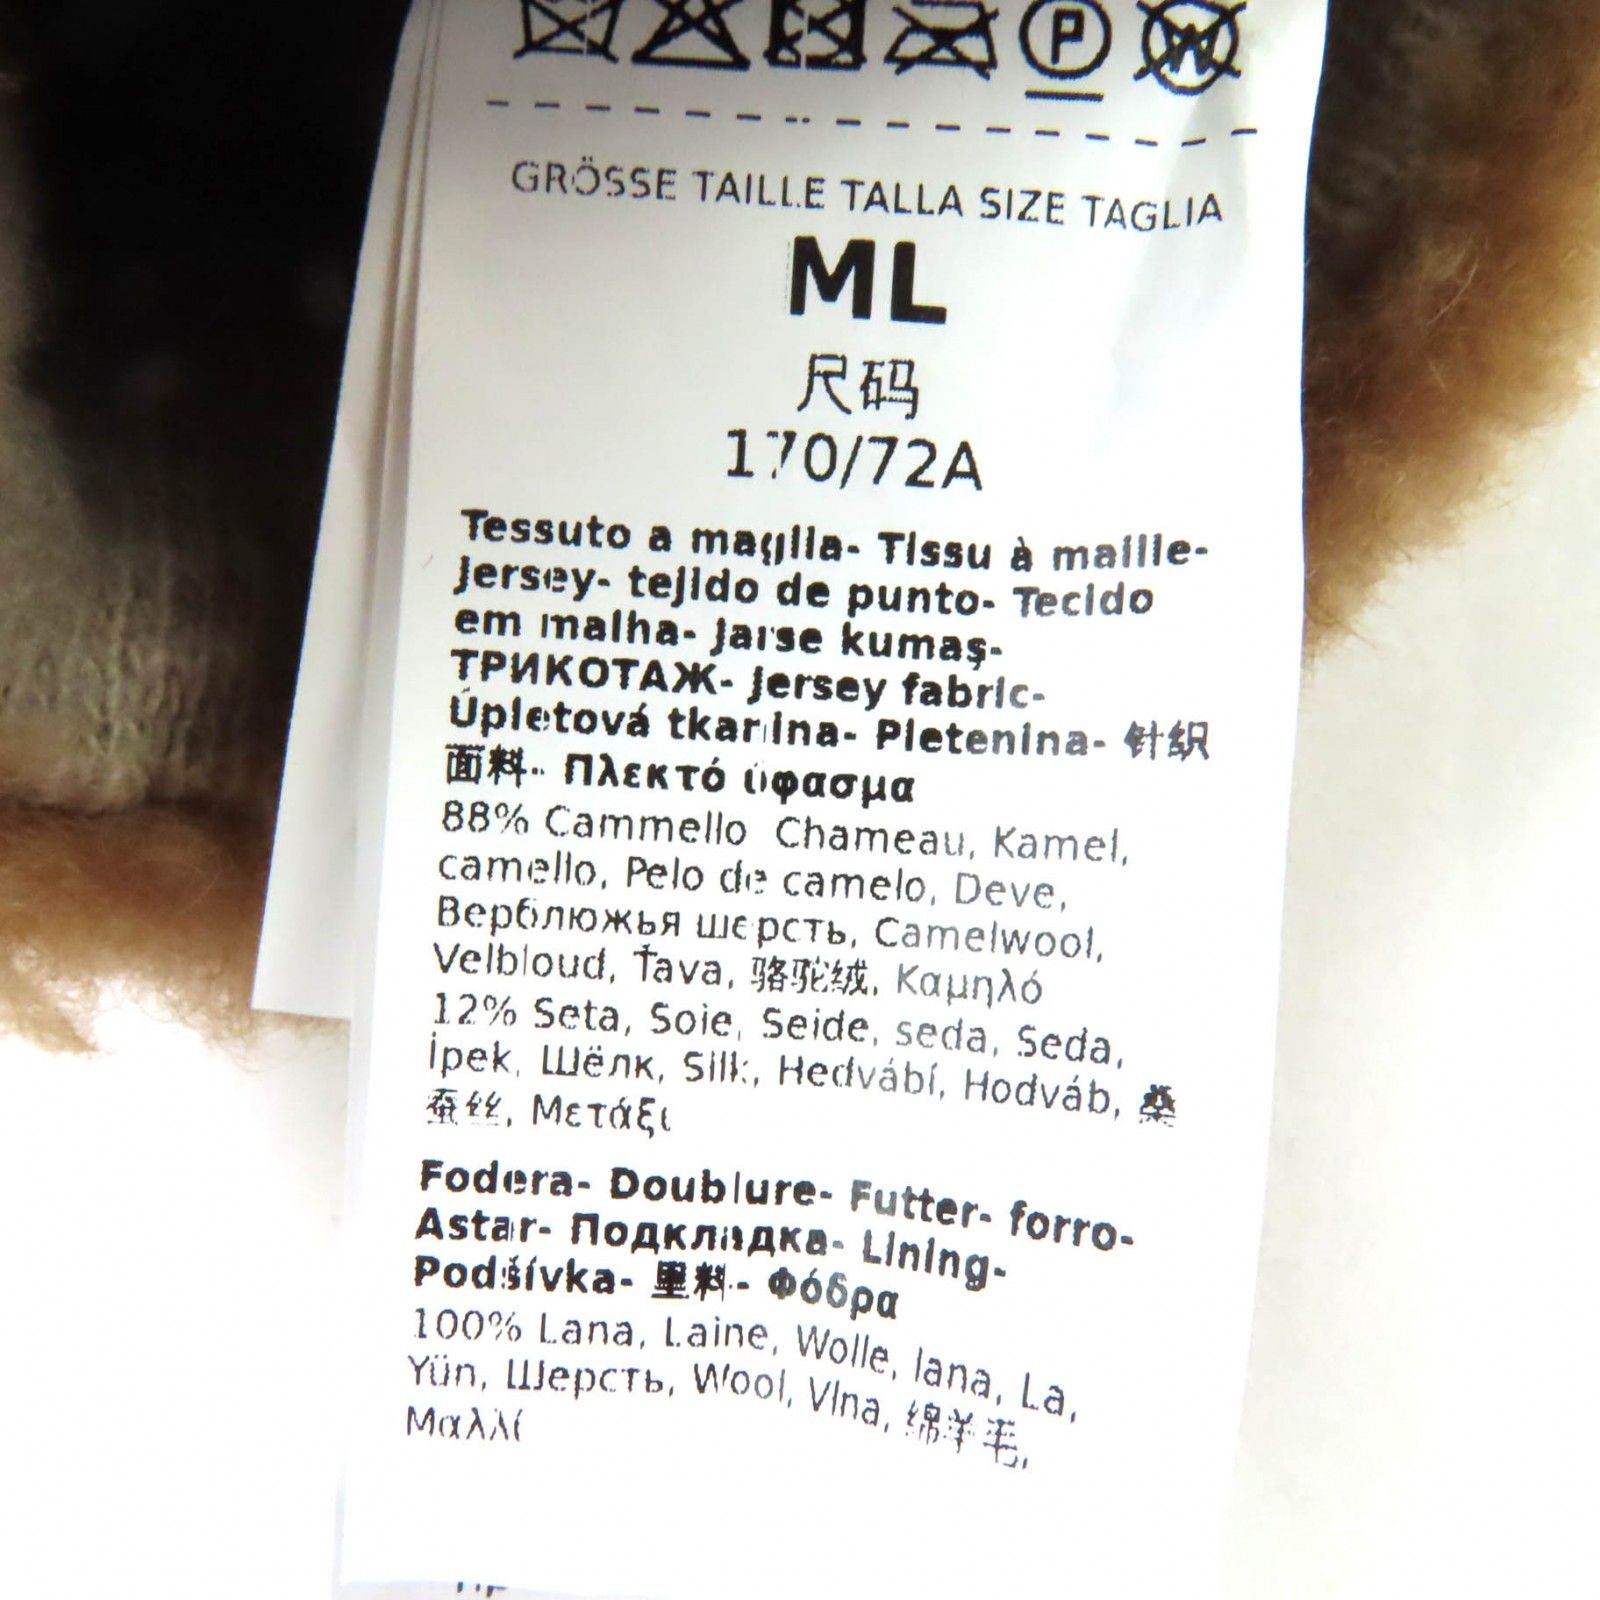 P W
GRÖSSE TAILLE TALLA SIZE TAGLIA
ML
尺码
170/72A
Tessuto a maglia- Tissu à maille-
Jersey- tejido de punto- Tecido
em malha- Jarse kumaş-
ТРИКОТАЖ- Jersey fabric-
Úpletová tkanina- Pletenina- 针织
面料- Πλεκτό ύφασμα
88% Cammello Chameau, Kamel,
camello, Pelo de camelo, Deve,
Верблюжья шерсть, Camelwool,
Velbloud, Ťava, 骆驼绒, Καμηλό
12% Seta, Soie, Seide, seda, Seda,
İpek, Шёлк, Silk, Hedvábí, Hodváb, 桑
蚕丝, Μετάξι
Fodera- Doublure- Futter- forro-
Astar- Подкладка- Lining-
Podšívka- 里料- Φόδρα
100% Lana, Laine, Wolle, lana, La,
Yün, Шерсть, Wool, Vlna, 绵羊毛,
Μαλλί